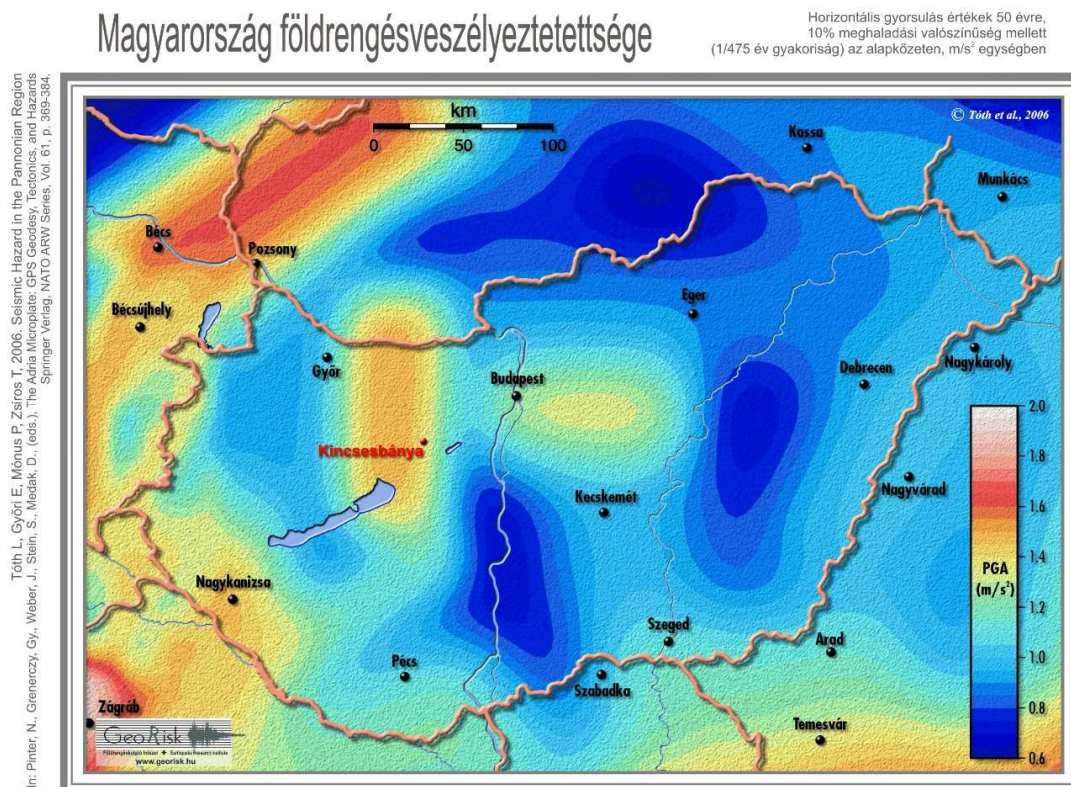 Magyarország földrengésveszélyeztetettsége
Horizontális gyorsulás értékek 50 évre,
10% meghaladási valószínűség mellett
(1/475 év gyakoriság) az alapkőzeten, m/s² egységben
Tóth L, Győri E, Mónus P, Zsíros T, 2006. Seismic Hazard in the Pannonian Region
In: Pinter, N., Grenerczy, Gy., Weber, J., Stein, S., Medak, D., (eds.), The Adria Microplate: GPS Geodesy, Tectonics, and Hazards
Springer Verlag, NATO ARW Series, Vol. 61, p. 369-384.
km
0 50 100
© Tóth et al., 2006
Kassa
Munkács
Bécs
Pozsony
Bécsújhely
Eger
Győr
Nagykároly
Debrecen
Budapest
Kincsesbánya
Nagyvárad
Kecskemét
Nagykanizsa
Szeged
Arad
Pécs
Szabadka
Zágráb
Temesvár
2.0
1.8
1.6
1.4
PGA
(m/s²)
1.2
1.0
0.8
0.6
GeoRisk
www.georisk.hu